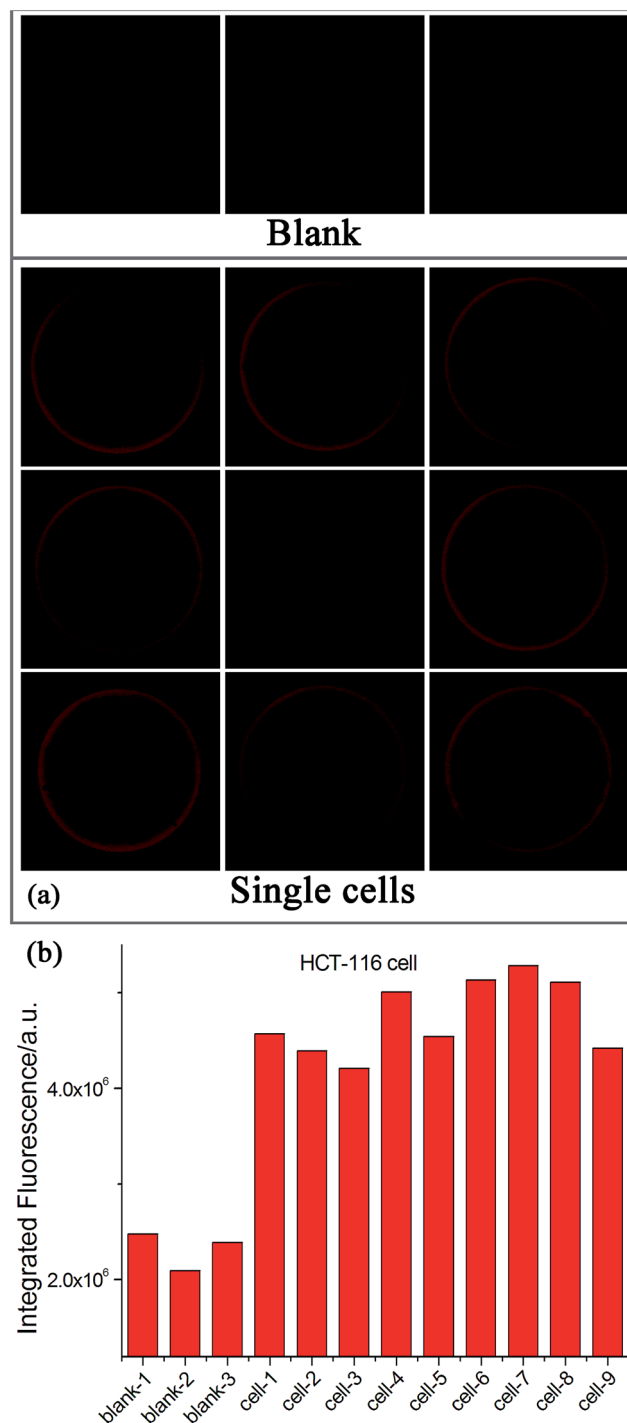 Blank
(a)
Single cells
(b)
HCT-116 cell
Integrated Fluorescence/a.u.
4.0x10⁶
2.0x10⁶
blank-1
blank-2
blank-3
cell-1
cell-2
cell-3
cell-4
cell-5
cell-6
cell-7
cell-8
cell-9